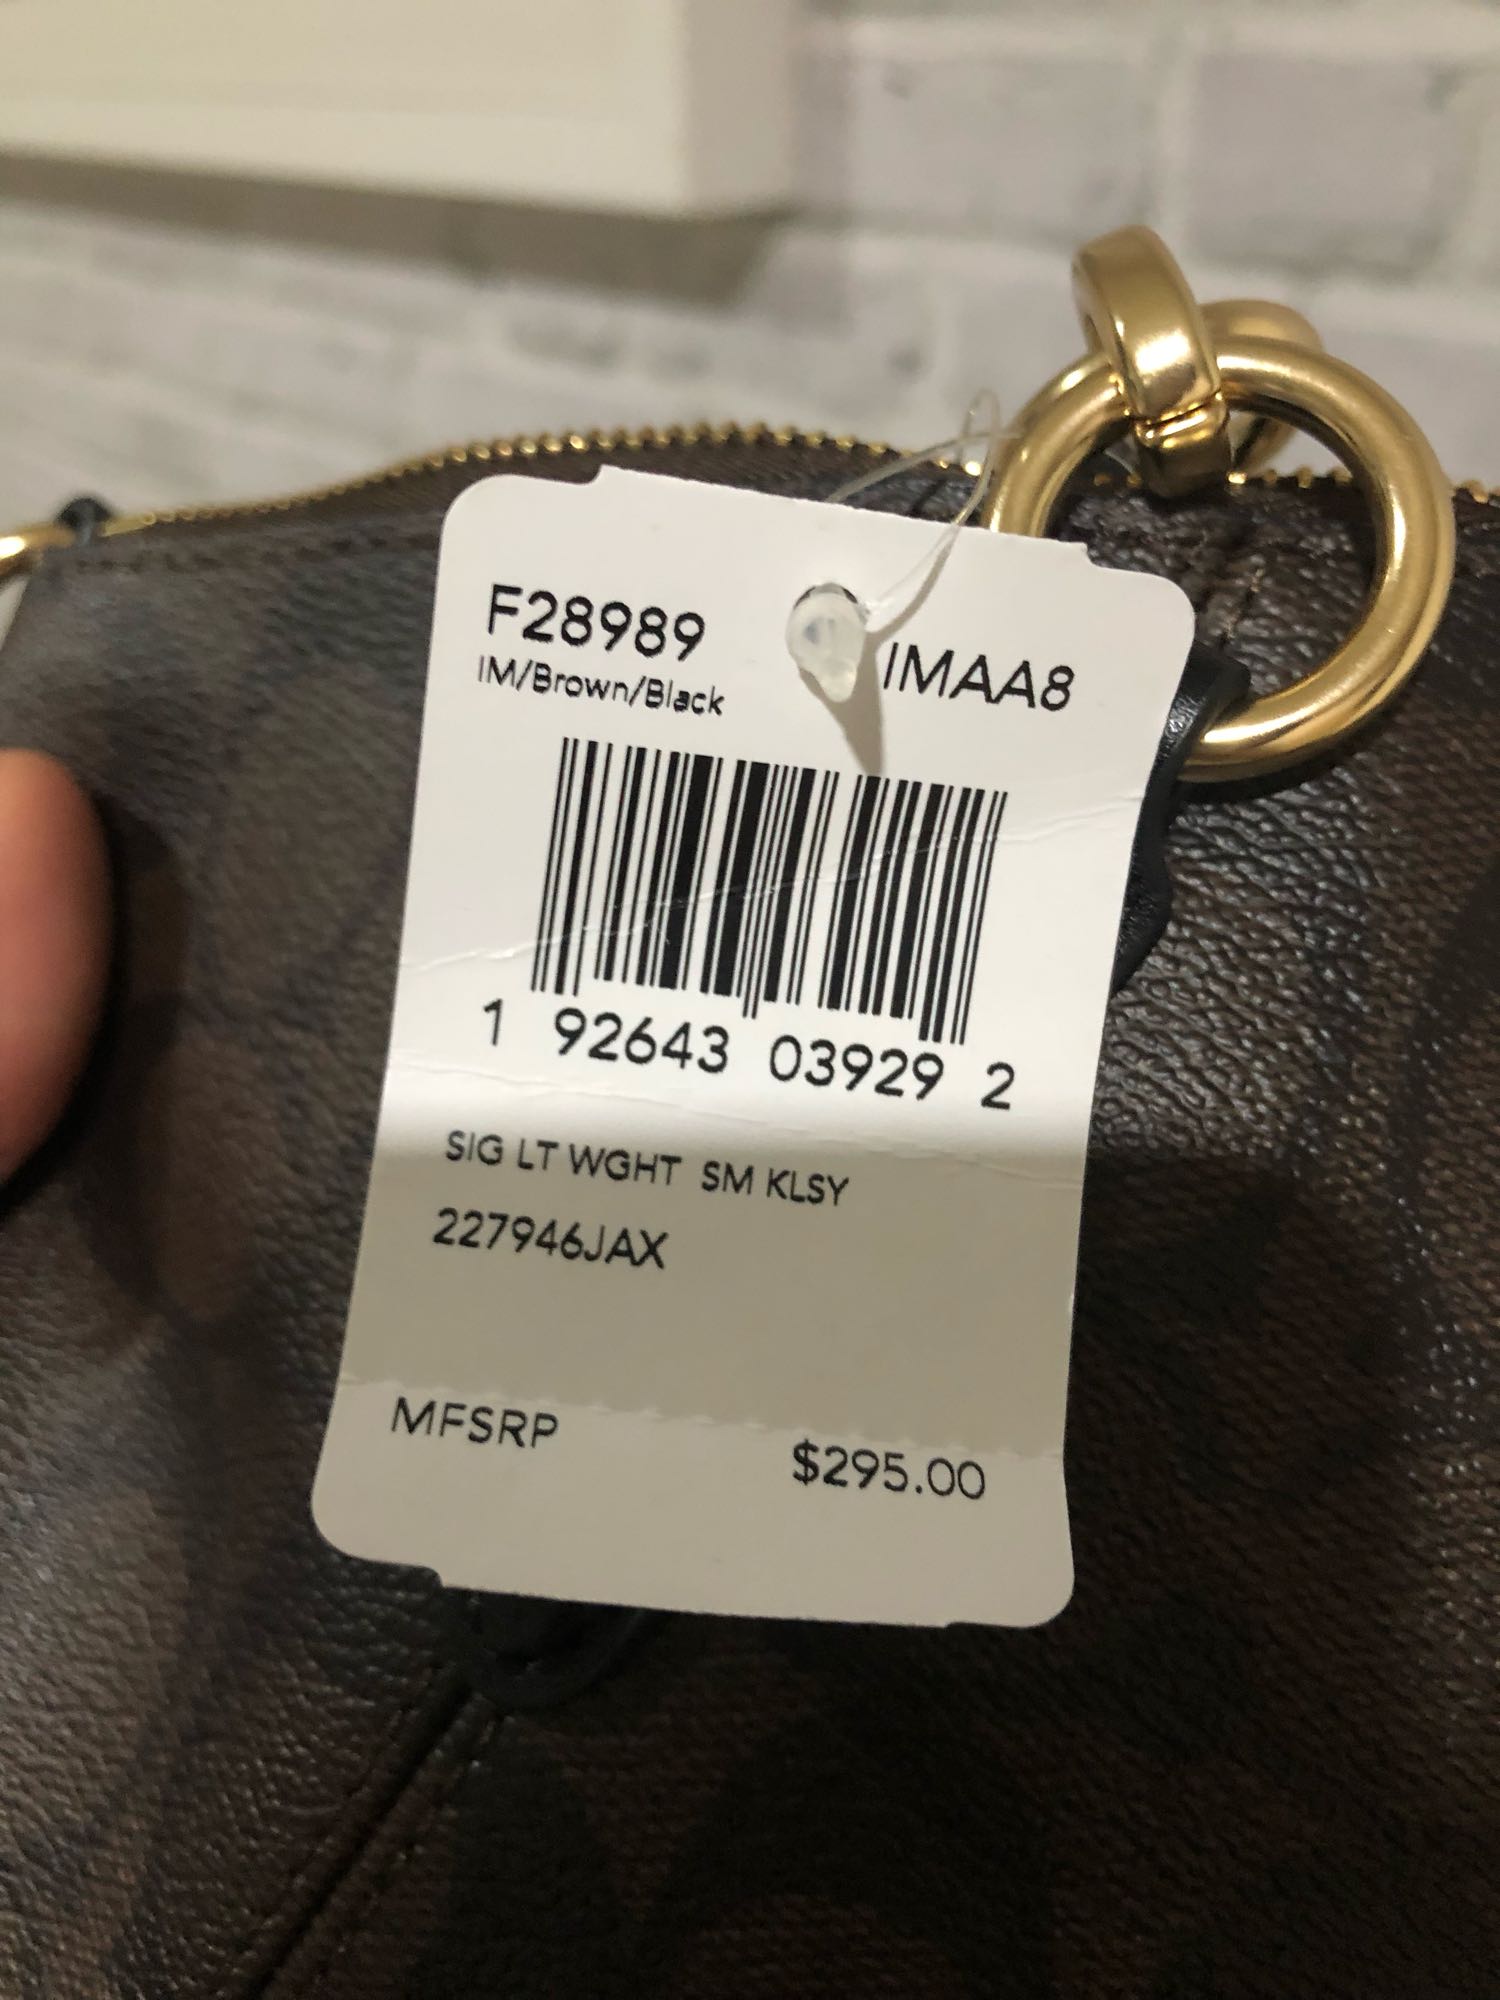 F28989 IMAA8
IM/Brown/Black
1 92643 03929 2
SIG LT WGHT SM KLSY
227946JAX
MFSRP $295.00